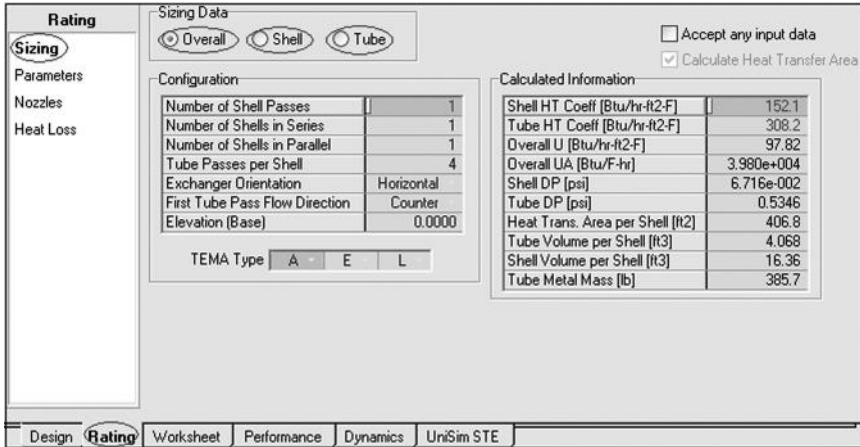 Rating
Sizing
Parameters
Nozzles
Heat Loss
Sizing Data
Overall Shell Tube
Accept any input data
Calculate Heat Transfer Area
Configuration
Number of Shell Passes 1
Number of Shells in Series 1
Number of Shells in Parallel 1
Tube Passes per Shell 4
Exchanger Orientation Horizontal
First Tube Pass Flow Direction Counter
Elevation (Base) 0.0000
TEMA Type A E L
Calculated Information
Shell HT Coeff [Btu/hr-ft2-F] 152.1
Tube HT Coeff [Btu/hr-ft2-F] 308.2
Overall U [Btu/hr-ft2-F] 97.82
Overall UA [Btu/F-hr] 3.980e+004
Shell DP [psi] 6.716e-002
Tube DP [psi] 0.5346
Heat Trans. Area per Shell [ft2] 406.8
Tube Volume per Shell [ft3] 4.068
Shell Volume per Shell [ft3] 16.36
Tube Metal Mass [lb] 385.7
Design Rating Worksheet Performance Dynamics UniSim STE